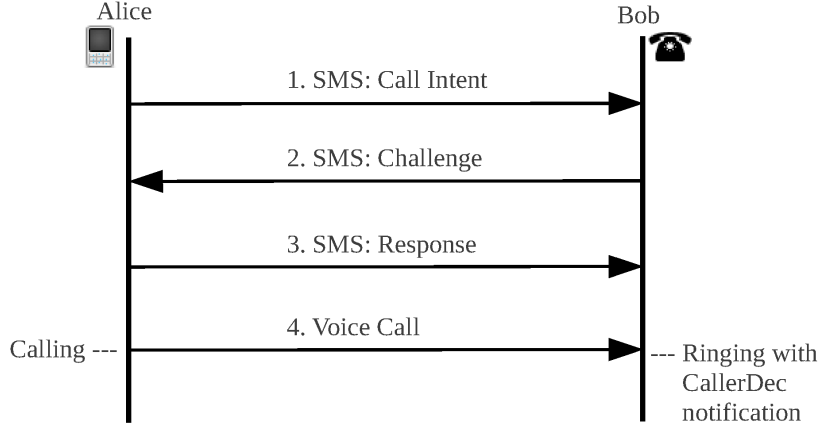 Alice
Bob
1. SMS: Call Intent
2. SMS: Challenge
3. SMS: Response
4. Voice Call
Calling ---
--- Ringing with
CallerDec
notification